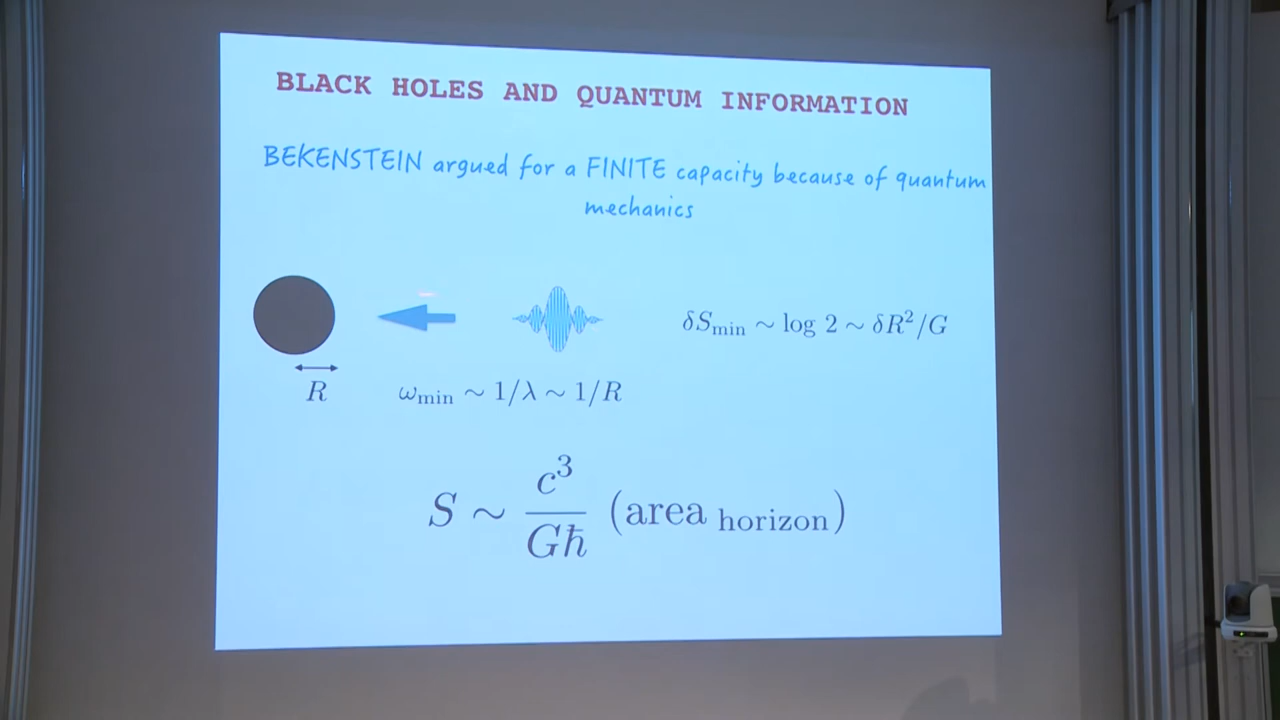 BLACK HOLES AND QUANTUM INFORMATION
BEKENSTEIN argued for a FINITE capacity because of quantum
mechanics
δS_min ~ log 2 ~ δR²/G
R
ω_min ~ 1/λ ~ 1/R
S ~ c³/Għ (area horizon)